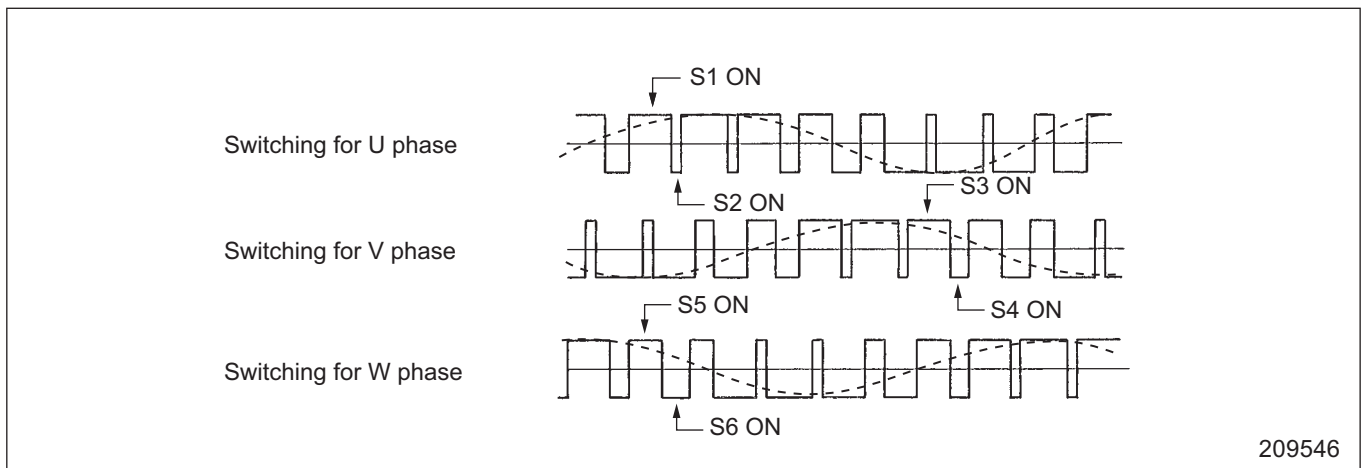 S1 ON
Switching for U phase
S2 ON
S3 ON
Switching for V phase
S4 ON
S5 ON
Switching for W phase
S6 ON
209546